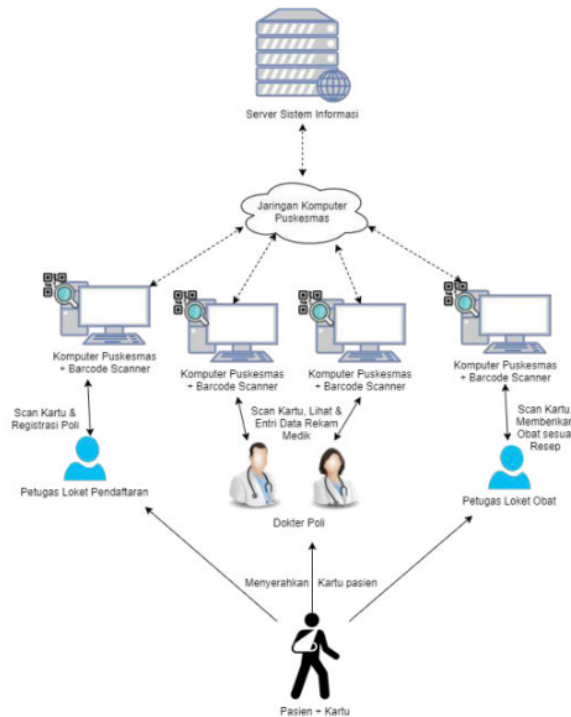 Server Sistem Informasi
Jaringan Komputer
Puskesmas
Komputer Puskesmas
+ Barcode Scanner
Komputer Puskesmas
+ Barcode Scanner
Komputer Puskesmas
+ Barcode Scanner
Komputer Puskesmas
+ Barcode Scanner
Scan Kartu &
Registrasi Poli
Scan Kartu, Lihat &
Entri Data Rekam
Medik
Scan Kartu,
Memberikan
Obat sesuai
Resep
Petugas Loket Pendaftaran
Dokter Poli
Petugas Loket Obat
Menyerahkan
Kartu pasien
Pasien + Kartu